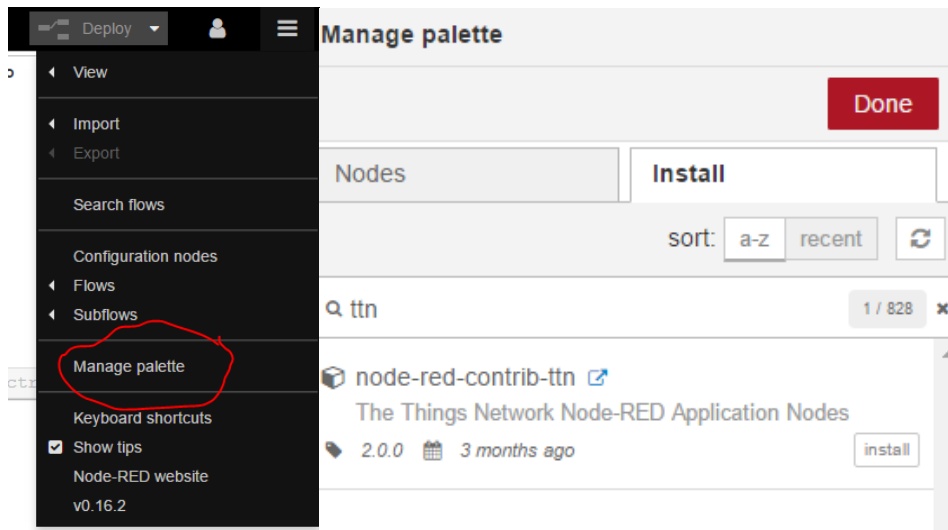 Deploy
View
Import
Export
Search flows
Configuration nodes
Flows
Subflows
Manage palette
Keyboard shortcuts
Show tips
Node-RED website
v0.16.2
Manage palette
Done
Nodes
Install
sort: a-z recent
ttn
1 / 828
node-red-contrib-ttn
The Things Network Node-RED Application Nodes
2.0.0 3 months ago
install